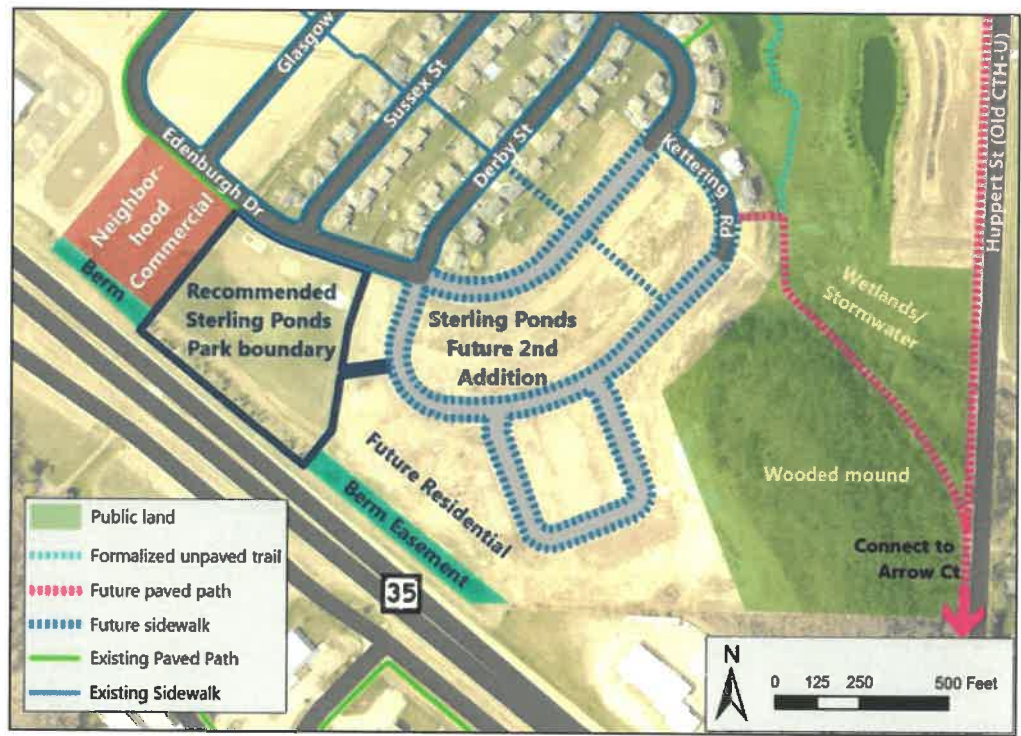 Glasgow
Sussex St
Derby St
Edenburgh Dr
Kettering
Rd
Huppert St (Old CTH-U)
Neighbor-
hood
Commercial
Berm
Recommended
Sterling Ponds
Park boundary
Sterling Ponds
Future 2nd
Addition
Wetlands/
Stormwater
Wooded mound
Future Residential
Berm Easement
35
Connect to
Arrow Ct
Public land
Formalized unpaved trail
Future paved path
Future sidewalk
Existing Paved Path
Existing Sidewalk
N
0 125 250 500 Feet